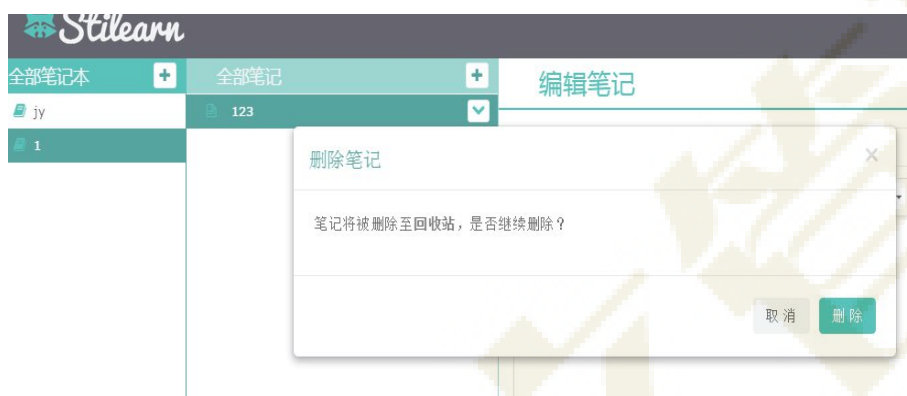 Stilearn
全部笔记本
全部笔记
编辑笔记
jy
123
1
删除笔记
×
笔记将被删除至回收站，是否继续删除？
取消
删除